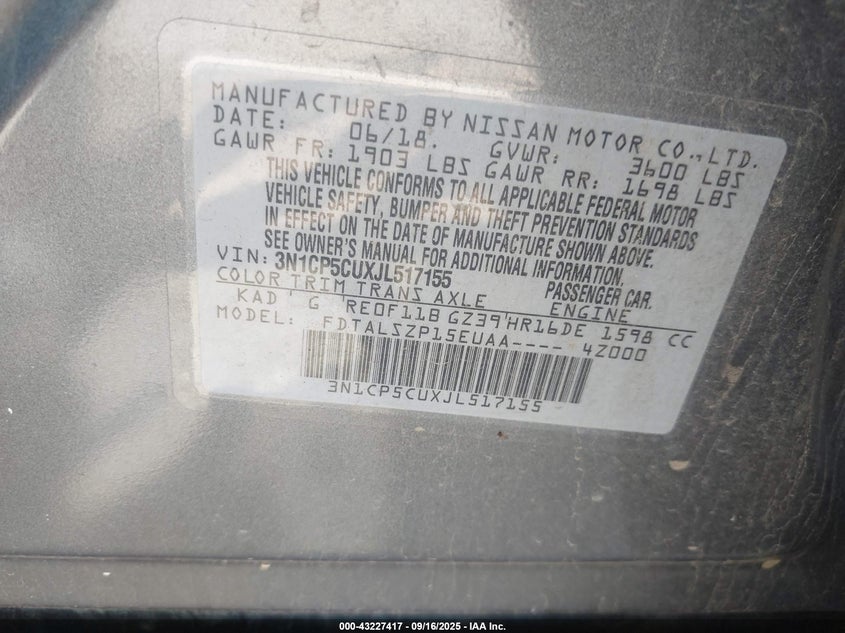 MANUFACTURED BY NISSAN MOTOR CO.,LTD.
DATE: 06/18. GVWR: 3600 LBS
GAWR FR: 1903 LBS GAWR RR: 1698 LBS
THIS VEHICLE CONFORMS TO ALL APPLICABLE FEDERAL MOTOR
VEHICLE SAFETY, BUMPER AND THEFT PREVENTION STANDARDS
IN EFFECT ON THE DATE OF MANUFACTURE SHOWN ABOVE.
SEE OWNER'S MANUAL FOR ADDITIONAL INFORMATION.
VIN: 3N1CP5CUXJL517155 PASSENGER CAR.
COLOR TRIM TRANS AXLE ENGINE
KAD G RE0F11B GZ39 HR16DE 1598 CC
MODEL: FDTALSZP15EUAA---- 4Z000
3N1CP5CUXJL517155
000-43227417 - 09/16/2025 - IAA Inc.